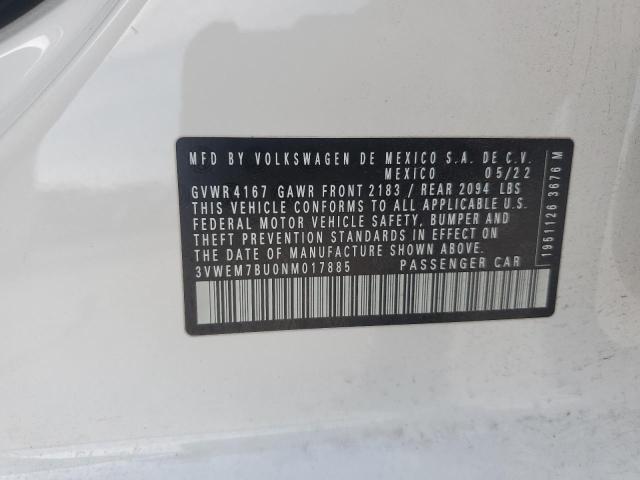 MFD BY VOLKSWAGEN DE MEXICO S.A. DE C.V.
MEXICO 05/22
GVWR 4167 GAWR FRONT 2183 / REAR 2094 LBS
THIS VEHICLE CONFORMS TO ALL APPLICABLE U.S.
FEDERAL MOTOR VEHICLE SAFETY, BUMPER AND
THEFT PREVENTION STANDARDS IN EFFECT ON THE
DATE OF MANUFACTURE SHOWN ABOVE.
3VWEM7BU0NM017885 PASSENGER CAR
1951126 3676 M